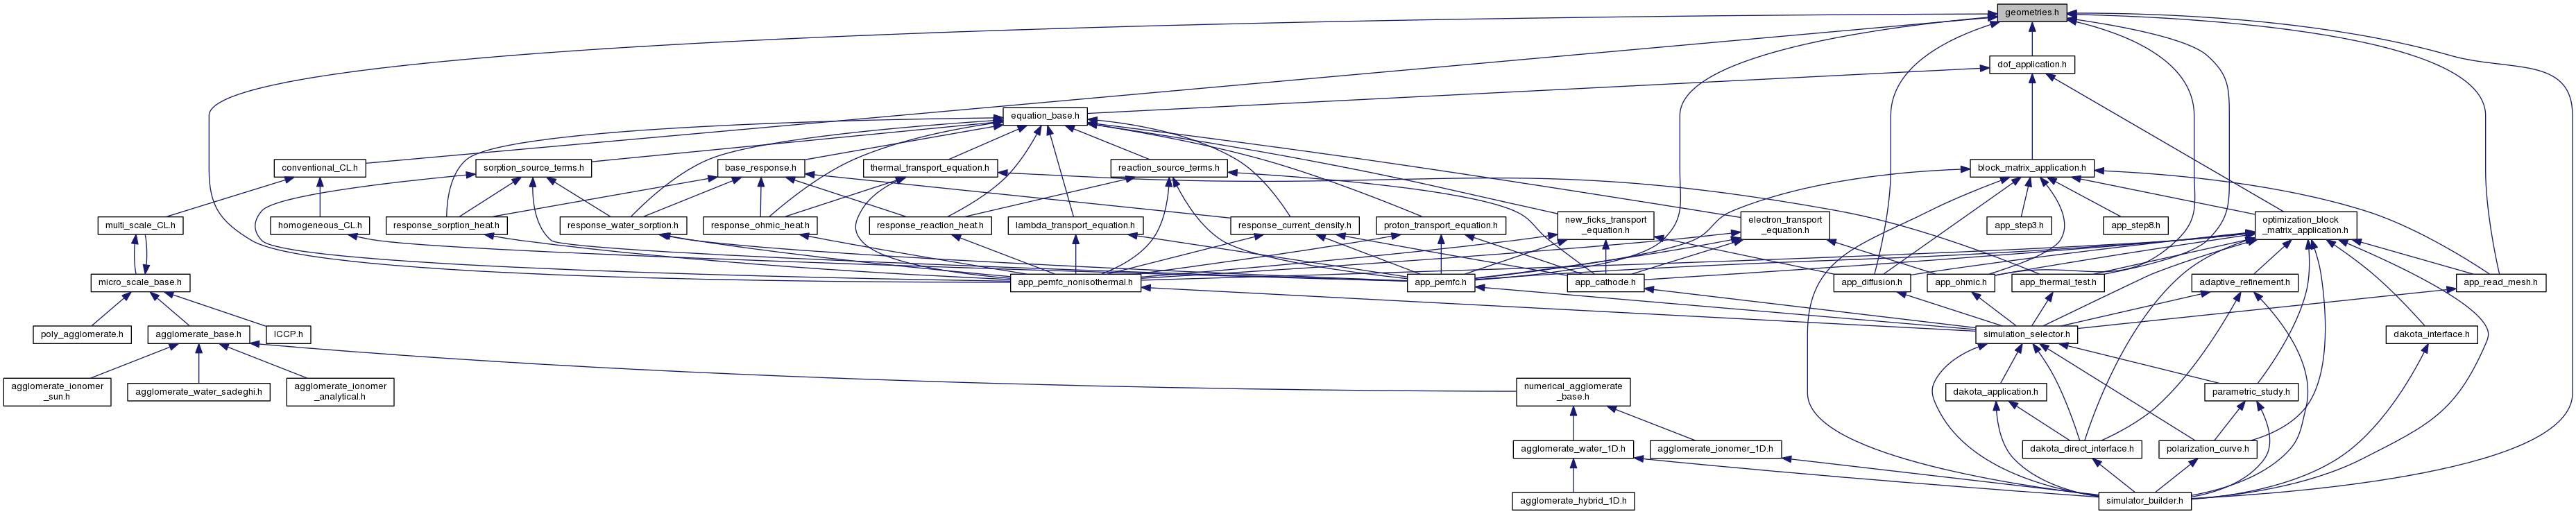 geometries.h
dof_application.h
equation_base.h
conventional_CL.h
sorption_source_terms.h
base_response.h
thermal_transport_equation.h
reaction_source_terms.h
block_matrix_application.h
multi_scale_CL.h
homogeneous_CL.h
response_sorption_heat.h
response_water_sorption.h
response_ohmic_heat.h
response_reaction_heat.h
lambda_transport_equation.h
response_current_density.h
proton_transport_equation.h
new_ficks_transport
_equation.h
electron_transport
_equation.h
app_step3.h
app_step8.h
optimization_block
_matrix_application.h
micro_scale_base.h
app_pemfc_nonisothermal.h
app_pemfc.h
app_cathode.h
app_diffusion.h
app_ohmic.h
app_thermal_test.h
adaptive_refinement.h
app_read_mesh.h
poly_agglomerate.h
agglomerate_base.h
ICCP.h
simulation_selector.h
dakota_interface.h
agglomerate_ionomer
_sun.h
agglomerate_water_sadeghi.h
agglomerate_ionomer
_analytical.h
numerical_agglomerate
_base.h
dakota_application.h
parametric_study.h
agglomerate_water_1D.h
agglomerate_ionomer_1D.h
dakota_direct_interface.h
polarization_curve.h
agglomerate_hybrid_1D.h
simulator_builder.h